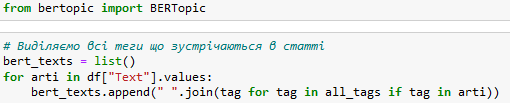 from bertopic import BERTopic
# Виділяємо всі теги що зустрічаються в статті
bert_texts = list()
for arti in df["Text"].values:
    bert_texts.append(" ".join(tag for tag in all_tags if tag in arti))